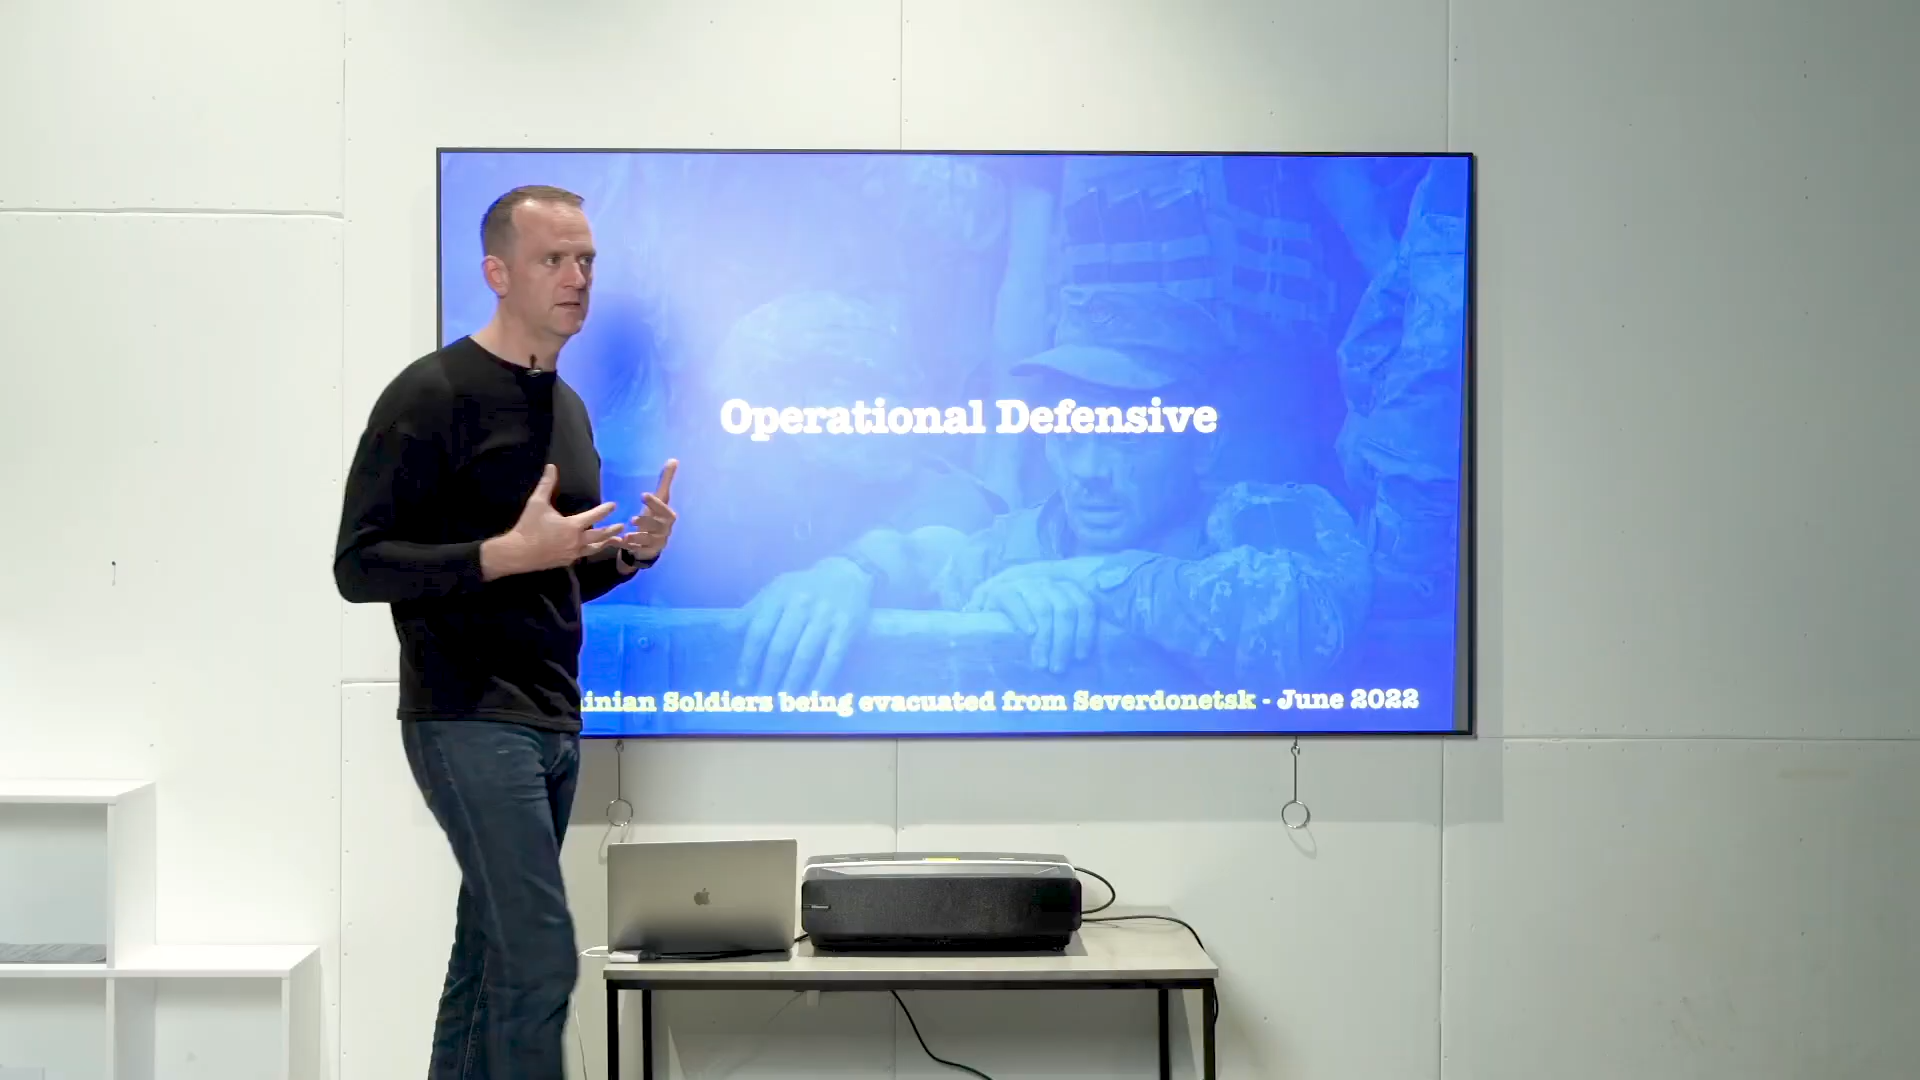 Operational Defensive
inian Soldiers being evacuated from Severdonetsk - June 2022